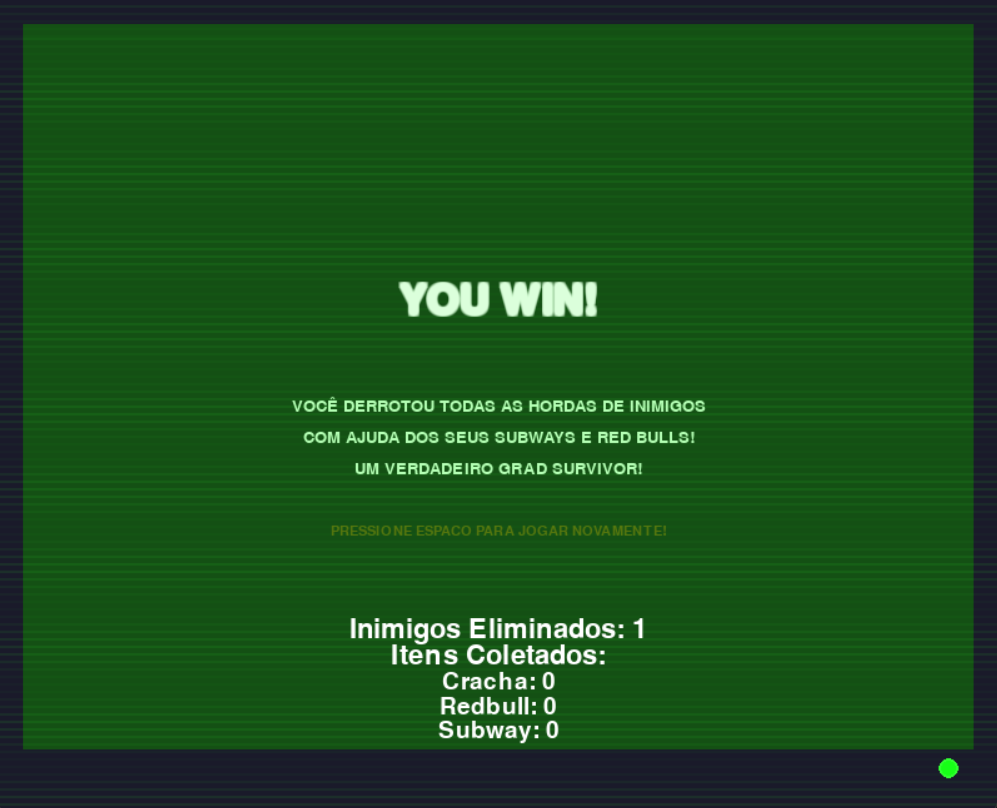 YOU WIN!
VOCÊ DERROTOU TODAS AS HORDAS DE INIMIGOS
COM AJUDA DOS SEUS SUBWAYS E RED BULLS!
UM VERDADEIRO GRAD SURVIVOR!
PRESSIONE ESPACO PARA JOGAR NOVAMENTE!
Inimigos Eliminados: 1
Itens Coletados:
Cracha: 0
Redbull: 0
Subway: 0